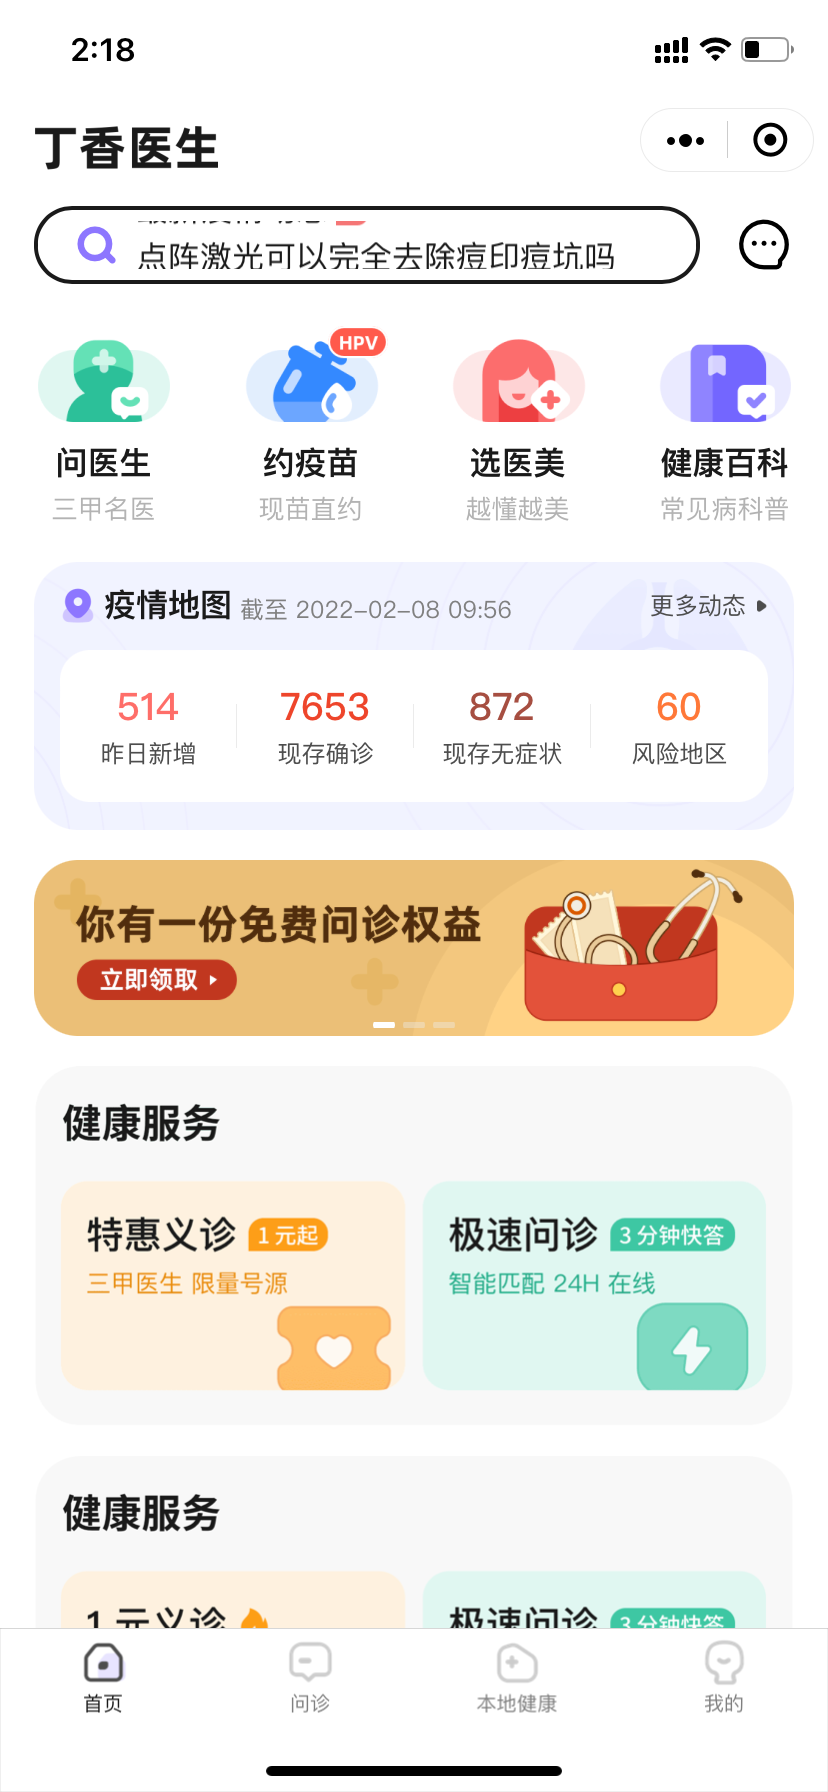 2:18
丁香医生
点阵激光可以完全去除痘印痘坑吗
HPV
问医生
约疫苗
选医美
健康百科
三甲名医
现苗直约
越懂越美
常见病科普
疫情地图 截至 2022-02-08 09:56
更多动态
514
7653
872
60
昨日新增
现存确诊
现存无症状
风险地区
你有一份免费问诊权益
立即领取
健康服务
特惠义诊 1 元起
三甲医生 限量号源
极速问诊 3 分钟快答
智能匹配 24H 在线
健康服务
1 元义诊
极速问诊 3 分钟快答
首页
问诊
本地健康
我的